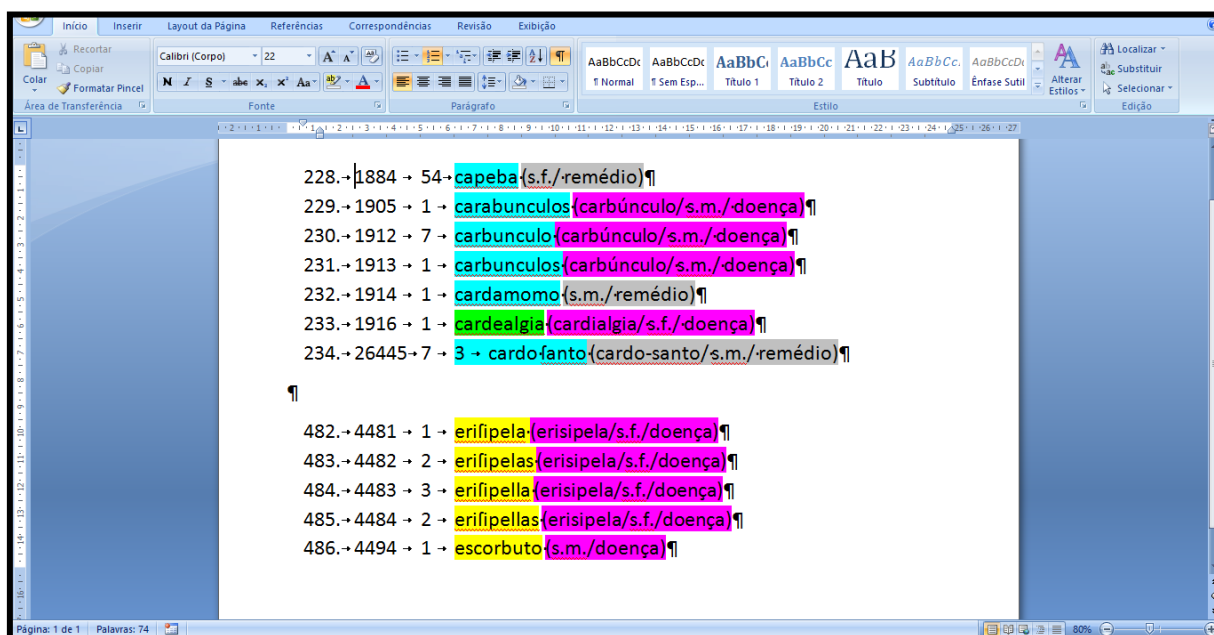 Início Inserir Layout da Página Referências Correspondências Revisão Exibição
Recortar
Copiar
Formatar Pincel
Colar
Calibri (Corpo) 22
N I S abc x₂ x² Aa
AaBbCcDc AaBbCcDc AaBbC AaBbCc AaB AaBbCc. AaBbCcDc
¶ Normal ¶ Sem Esp... Título 1 Título 2 Título Subtítulo Ênfase Sutil
Alterar Estilos
Localizar
Substituir
Selecionar
Área de Transferência Fonte Parágrafo Estilo Edição
228.→1884 → 54→capeba·(s.f./·remédio)¶
229.→1905 → 1 → carabunculos·(carbúnculo/·s.m./·doença)¶
230.→1912 → 7 → carbunculo·(carbúnculo/·s.m./·doença)¶
231.→1913 → 1 → carbunculos·(carbúnculo/·s.m./·doença)¶
232.→1914 → 1 → cardamomo·(s.m./·remédio)¶
233.→1916 → 1 → cardealgia·(cardialgia/·s.f./·doença)¶
234.→26445→7 → 3 → cardo·ſanto·(cardo-santo/·s.m./·remédio)¶
¶
482.→4481 → 1 → eriſipela·(erisipela/s.f./doença)¶
483.→4482 → 2 → eriſipelas·(erisipela/s.f./doença)¶
484.→4483 → 3 → eriſipella·(erisipela/s.f./doença)¶
485.→4484 → 2 → eriſipellas·(erisipela/s.f./doença)¶
486.→4494 → 1 → escorbuto·(s.m./doença)¶
Página: 1 de 1 Palavras: 74 80%